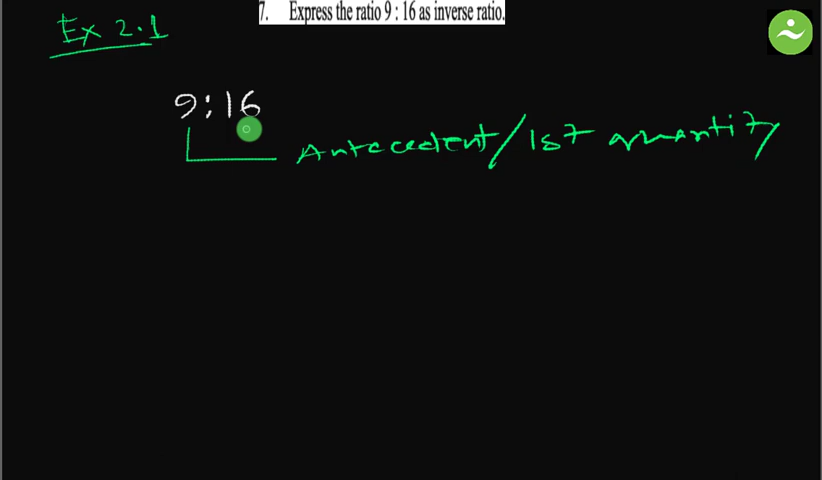 7. Express the ratio 9 : 16 as inverse ratio.
Ex 2.1
9:16
Antecedent/1st quantity